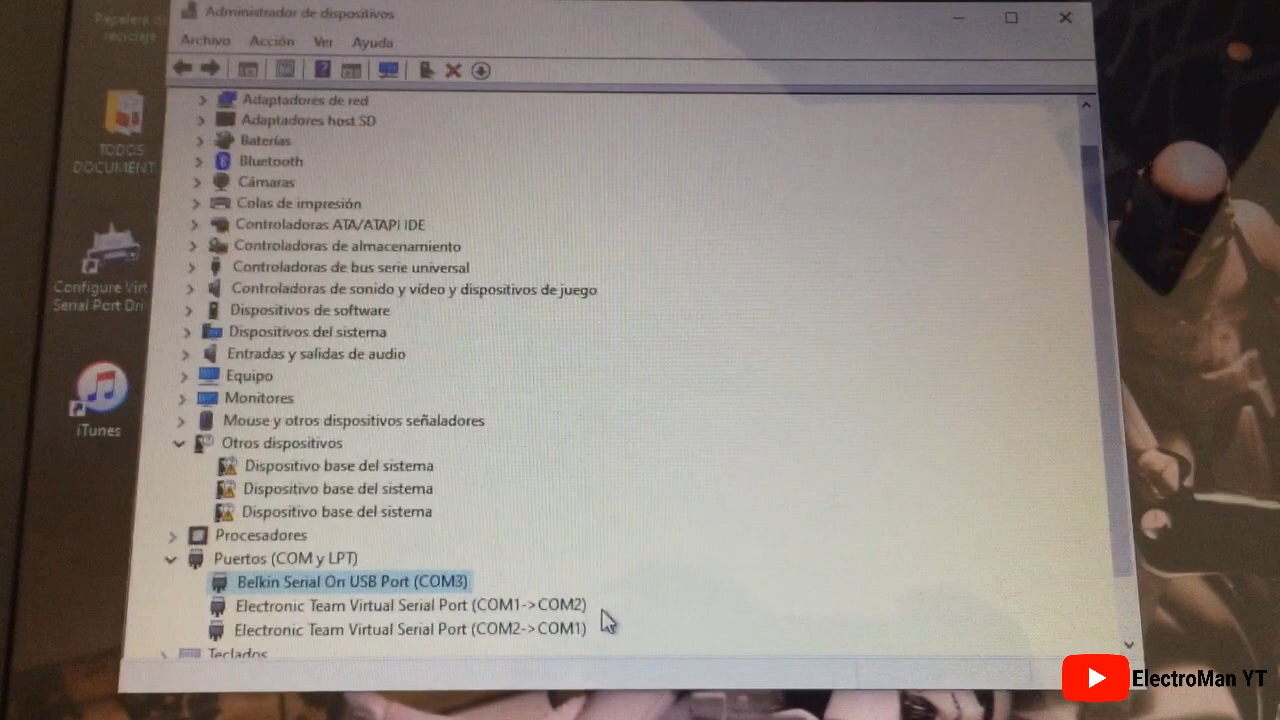 Papelera de
reciclaje
TODOS
DOCUMENT
Configure Virt
Serial Port Dri
iTunes
Administrador de dispositivos
Archivo Acción Ver Ayuda
Adaptadores de red
Adaptadores host SD
Baterías
Bluetooth
Cámaras
Colas de impresión
Controladoras ATA/ATAPI IDE
Controladoras de almacenamiento
Controladoras de bus serie universal
Controladoras de sonido y vídeo y dispositivos de juego
Dispositivos de software
Dispositivos del sistema
Entradas y salidas de audio
Equipo
Monitores
Mouse y otros dispositivos señaladores
Otros dispositivos
Dispositivo base del sistema
Dispositivo base del sistema
Dispositivo base del sistema
Procesadores
Puertos (COM y LPT)
Belkin Serial On USB Port (COM3)
Electronic Team Virtual Serial Port (COM1->COM2)
Electronic Team Virtual Serial Port (COM2->COM1)
Teclados
ElectroMan YT